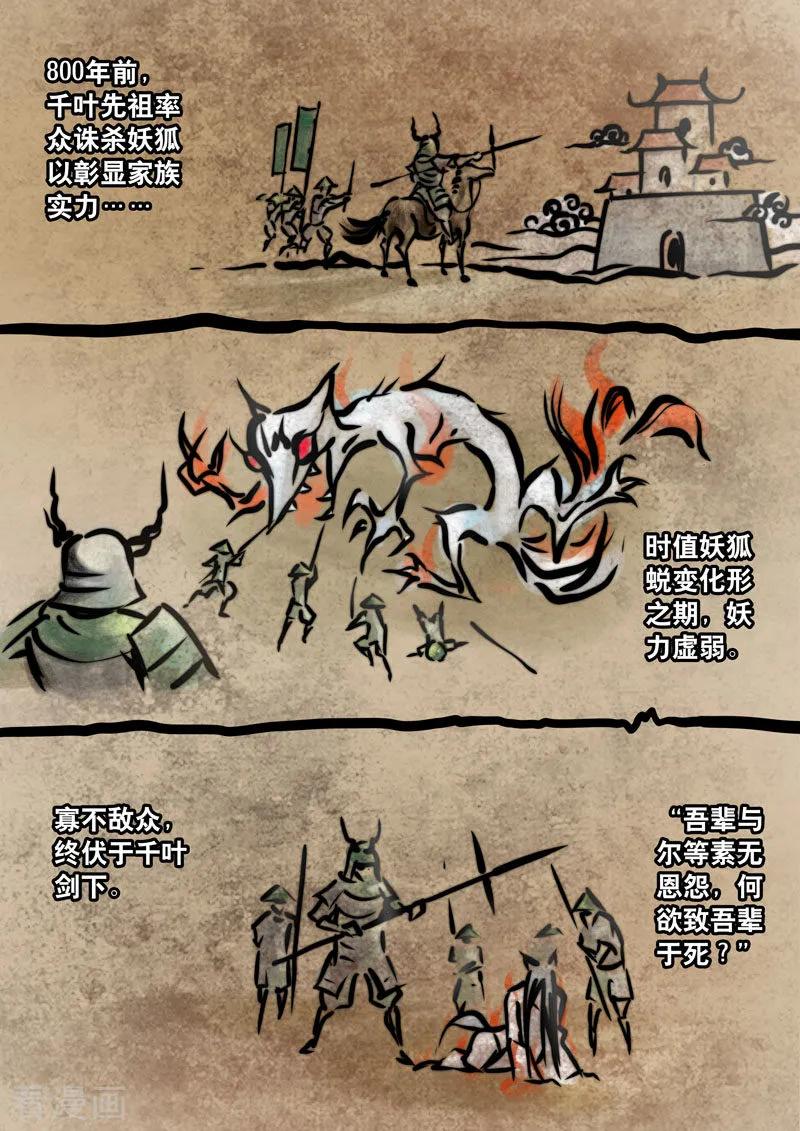 800年前，
千叶先祖率
众诛杀妖狐
以彰显家族
实力……
时值妖狐
蜕变化形
之期，妖
力虚弱。
寡不敌众，
终伏于千叶
剑下。
“吾辈与
尔等素无
恩怨，何
欲致吾辈
于死？”
看漫画